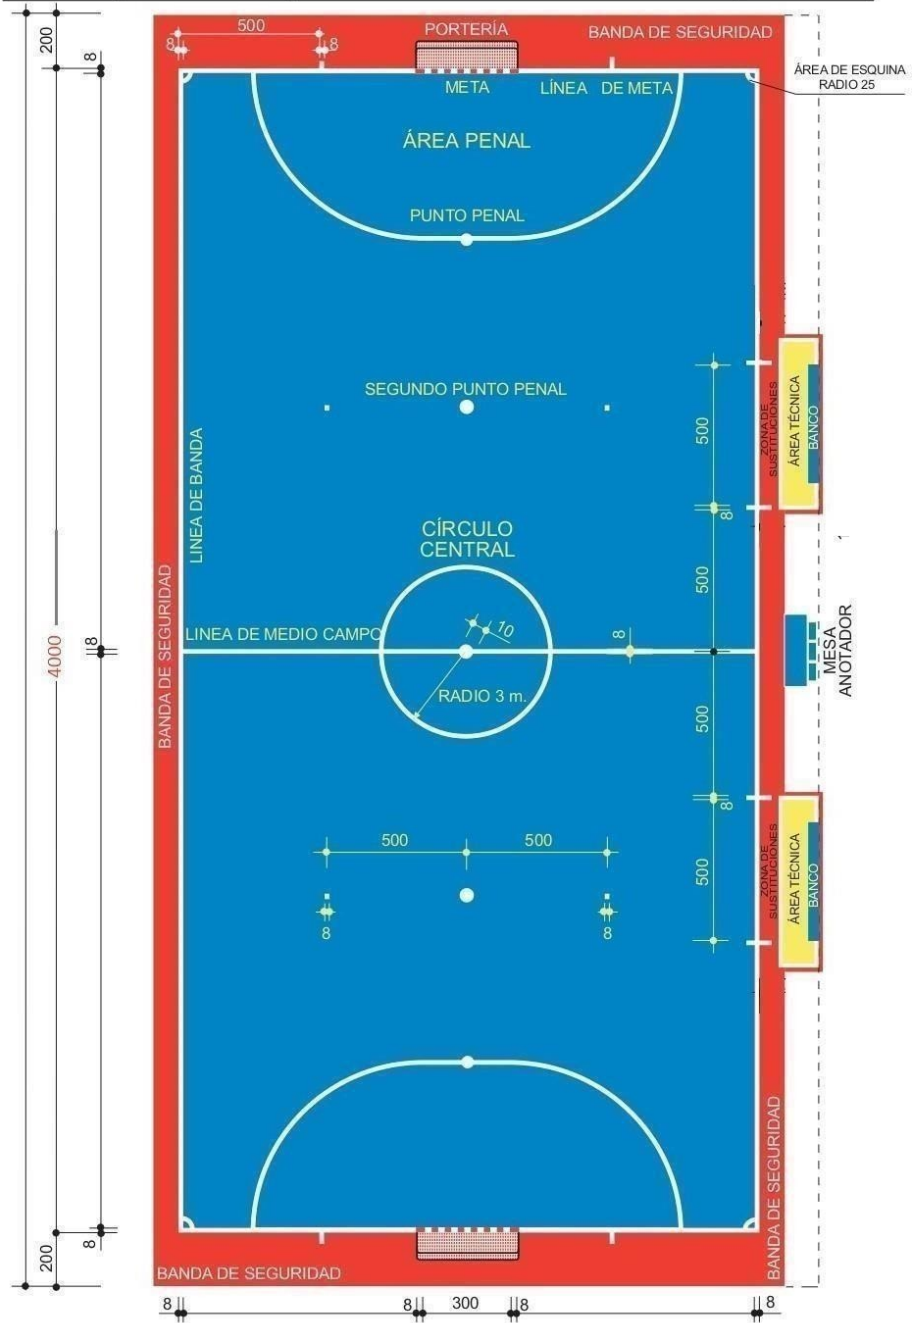 500
PORTERÍA
BANDA DE SEGURIDAD
200
8
8
8
ÁREA DE ESQUINA
RADIO 25
META
LÍNEA DE META
ÁREA PENAL
PUNTO PENAL
SEGUNDO PUNTO PENAL
500
ZONA DE
SUSTITUCIONES
ÁREA TÉCNICA
BANCO
LINEA DE BANDA
8
CÍRCULO
CENTRAL
500
BANDA DE SEGURIDAD
4000
8
LINEA DE MEDIO CAMPO
10
8
MESA
ANOTADOR
RADIO 3 m.
500
8
500
500
500
ZONA DE
SUSTITUCIONES
ÁREA TÉCNICA
BANCO
8
8
BANDA DE SEGURIDAD
200
8
BANDA DE SEGURIDAD
8
8
300
8
8